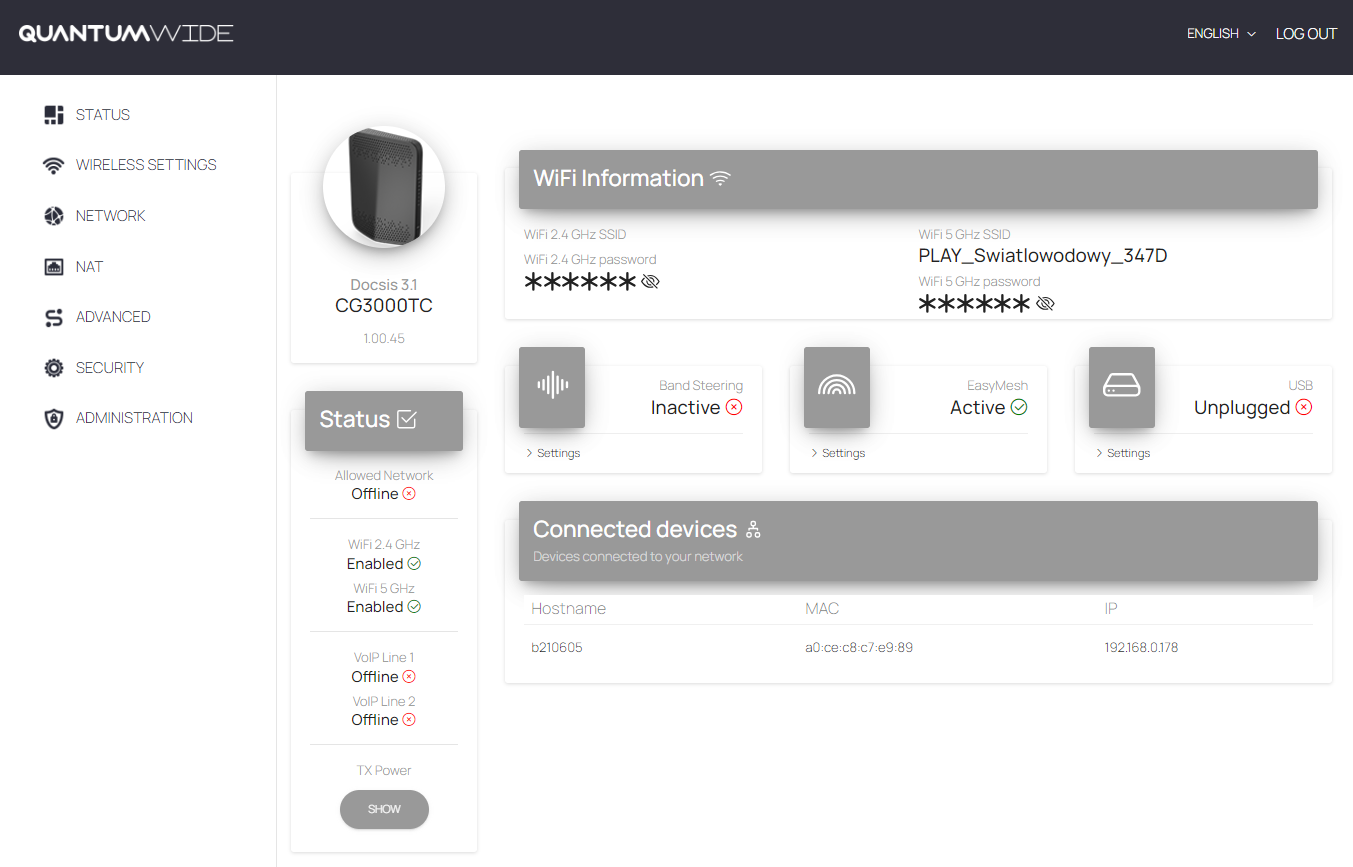 QUANTUMWIDE
ENGLISH
LOG OUT
STATUS
WIRELESS SETTINGS
NETWORK
NAT
ADVANCED
SECURITY
ADMINISTRATION
Docsis 3.1
CG3000TC
1.00.45
Status
Allowed Network
Offline
WiFi 2.4 GHz
Enabled
WiFi 5 GHz
Enabled
VoIP Line 1
Offline
VoIP Line 2
Offline
TX Power
SHOW
WiFi Information
WiFi 2.4 GHz SSID
WiFi 2.4 GHz password
******
WiFi 5 GHz SSID
PLAY_Swiatlowodowy_347D
WiFi 5 GHz password
******
Band Steering
Inactive
Settings
EasyMesh
Active
Settings
USB
Unplugged
Settings
Connected devices
Devices connected to your network
Hostname MAC IP
b210605 a0:ce:c8:c7:e9:89 192.168.0.178